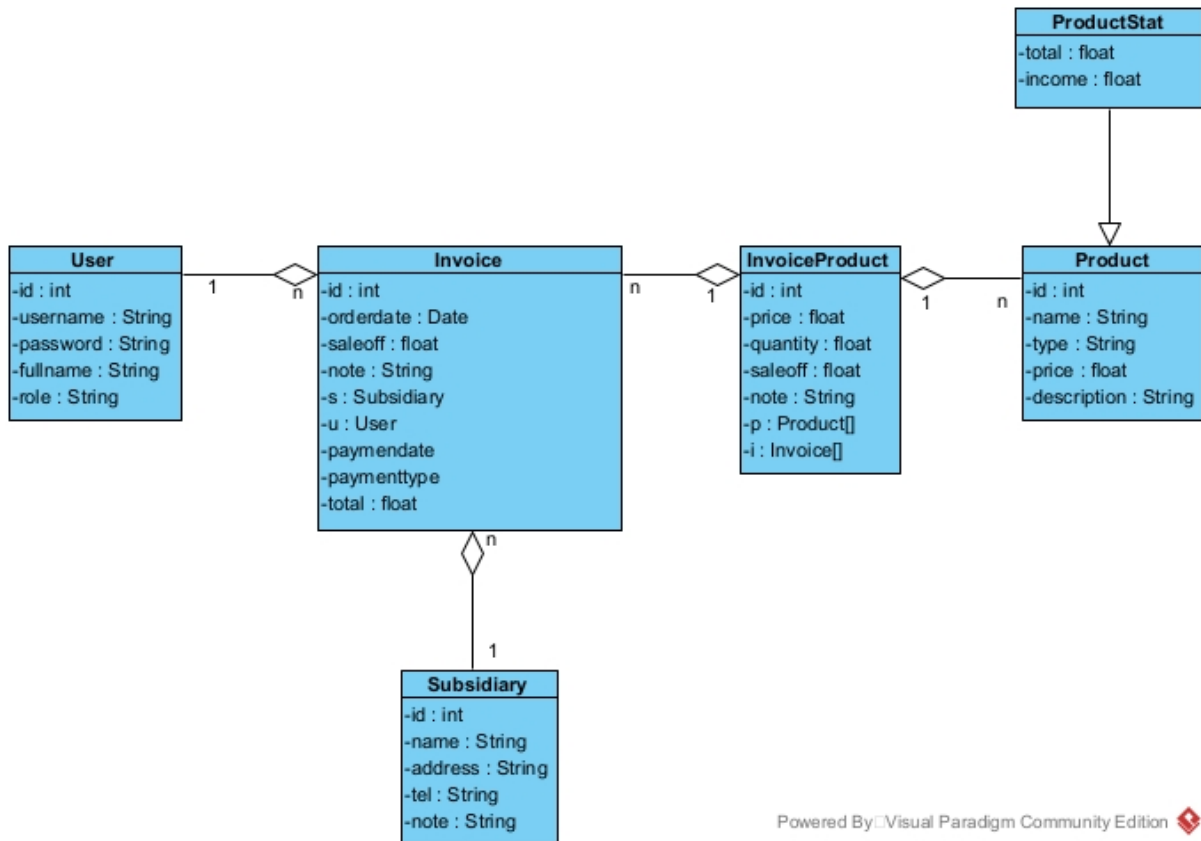 ProductStat
-total : float
-income : float
User
-id : int
-username : String
-password : String
-fullname : String
-role : String
1
n
Invoice
-id : int
-orderdate : Date
-saleoff : float
-note : String
-s : Subsidiary
-u : User
-paymendate
-paymenttype
-total : float
n
1
InvoiceProduct
-id : int
-price : float
-quantity : float
-saleoff : float
-note : String
-p : Product[]
-i : Invoice[]
1
n
Product
-id : int
-name : String
-type : String
-price : float
-description : String
n
1
Subsidiary
-id : int
-name : String
-address : String
-tel : String
-note : String
Powered By Visual Paradigm Community Edition